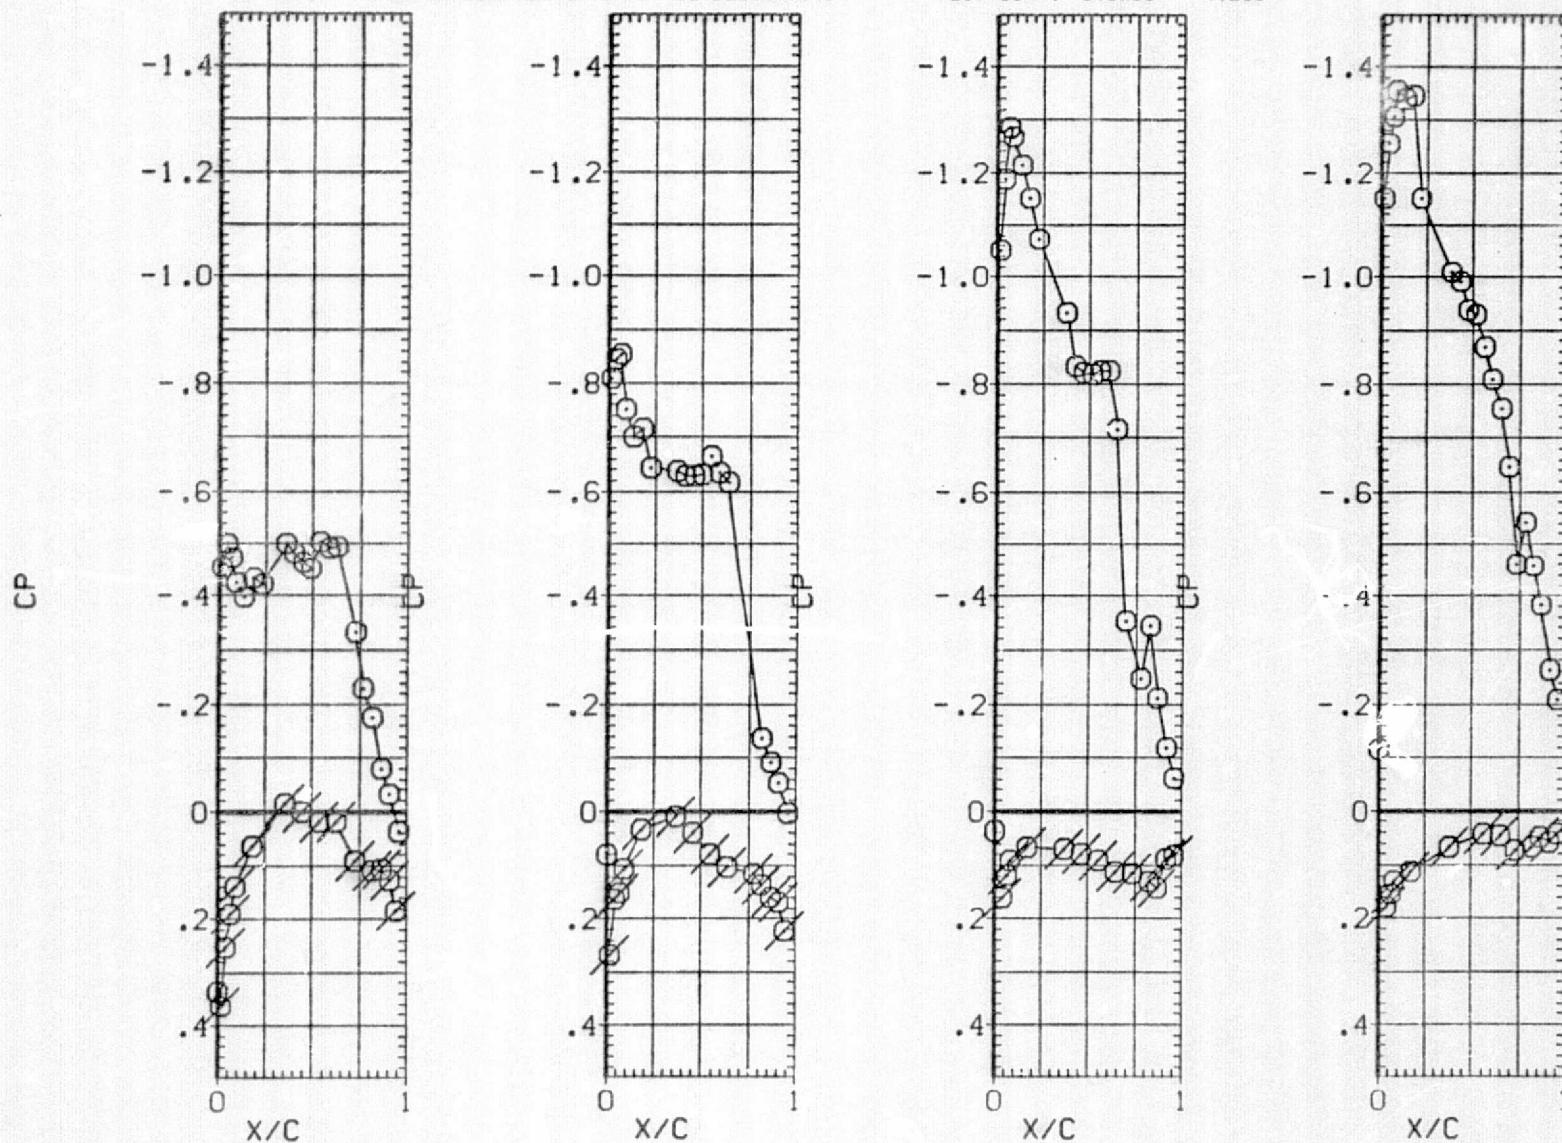 -1.4 -1.4 -1.4 -1.4
-1.2 -1.2 -1.2 -1.2
-1.0 -1.0 -1.0 -1.0
-.8 -.8 -.8 -.8
-.6 -.6 -.6 -.6
CP CP CP CP
-.4 -.4 -.4 -.4
-.2 -.2 -.2 -.2
0 0 0 0
.2 .2 .2 .2
.4 .4 .4 .4
0 1 0 1 0 1 0
X/C X/C X/C X/C